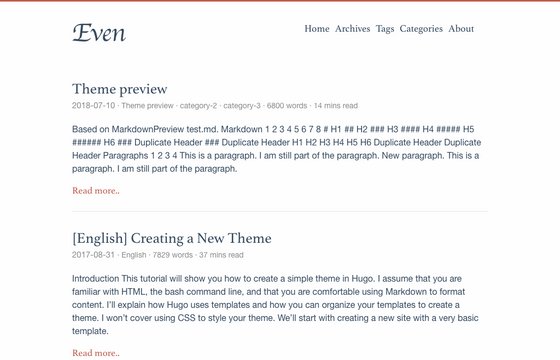 Even
Home Archives Tags Categories About
Theme preview
2018-07-10 · Theme preview · category-2 · category-3 · 6800 words · 14 mins read
Based on MarkdownPreview test.md. Markdown 1 2 3 4 5 6 7 8 # H1 ## H2 ### H3 #### H4 ##### H5
###### H6 ### Duplicate Header ### Duplicate Header H1 H2 H3 H4 H5 H6 Duplicate Header Duplicate
Header Paragraphs 1 2 3 4 This is a paragraph. I am still part of the paragraph. New paragraph. This is a
paragraph. I am still part of the paragraph.
Read more..
[English] Creating a New Theme
2017-08-31 · English · 7829 words · 37 mins read
Introduction This tutorial will show you how to create a simple theme in Hugo. I assume that you are
familiar with HTML, the bash command line, and that you are comfortable using Markdown to format
content. I’ll explain how Hugo uses templates and how you can organize your templates to create a
theme. I won’t cover using CSS to style your theme. We’ll start with creating a new site with a very basic
template.
Read more..